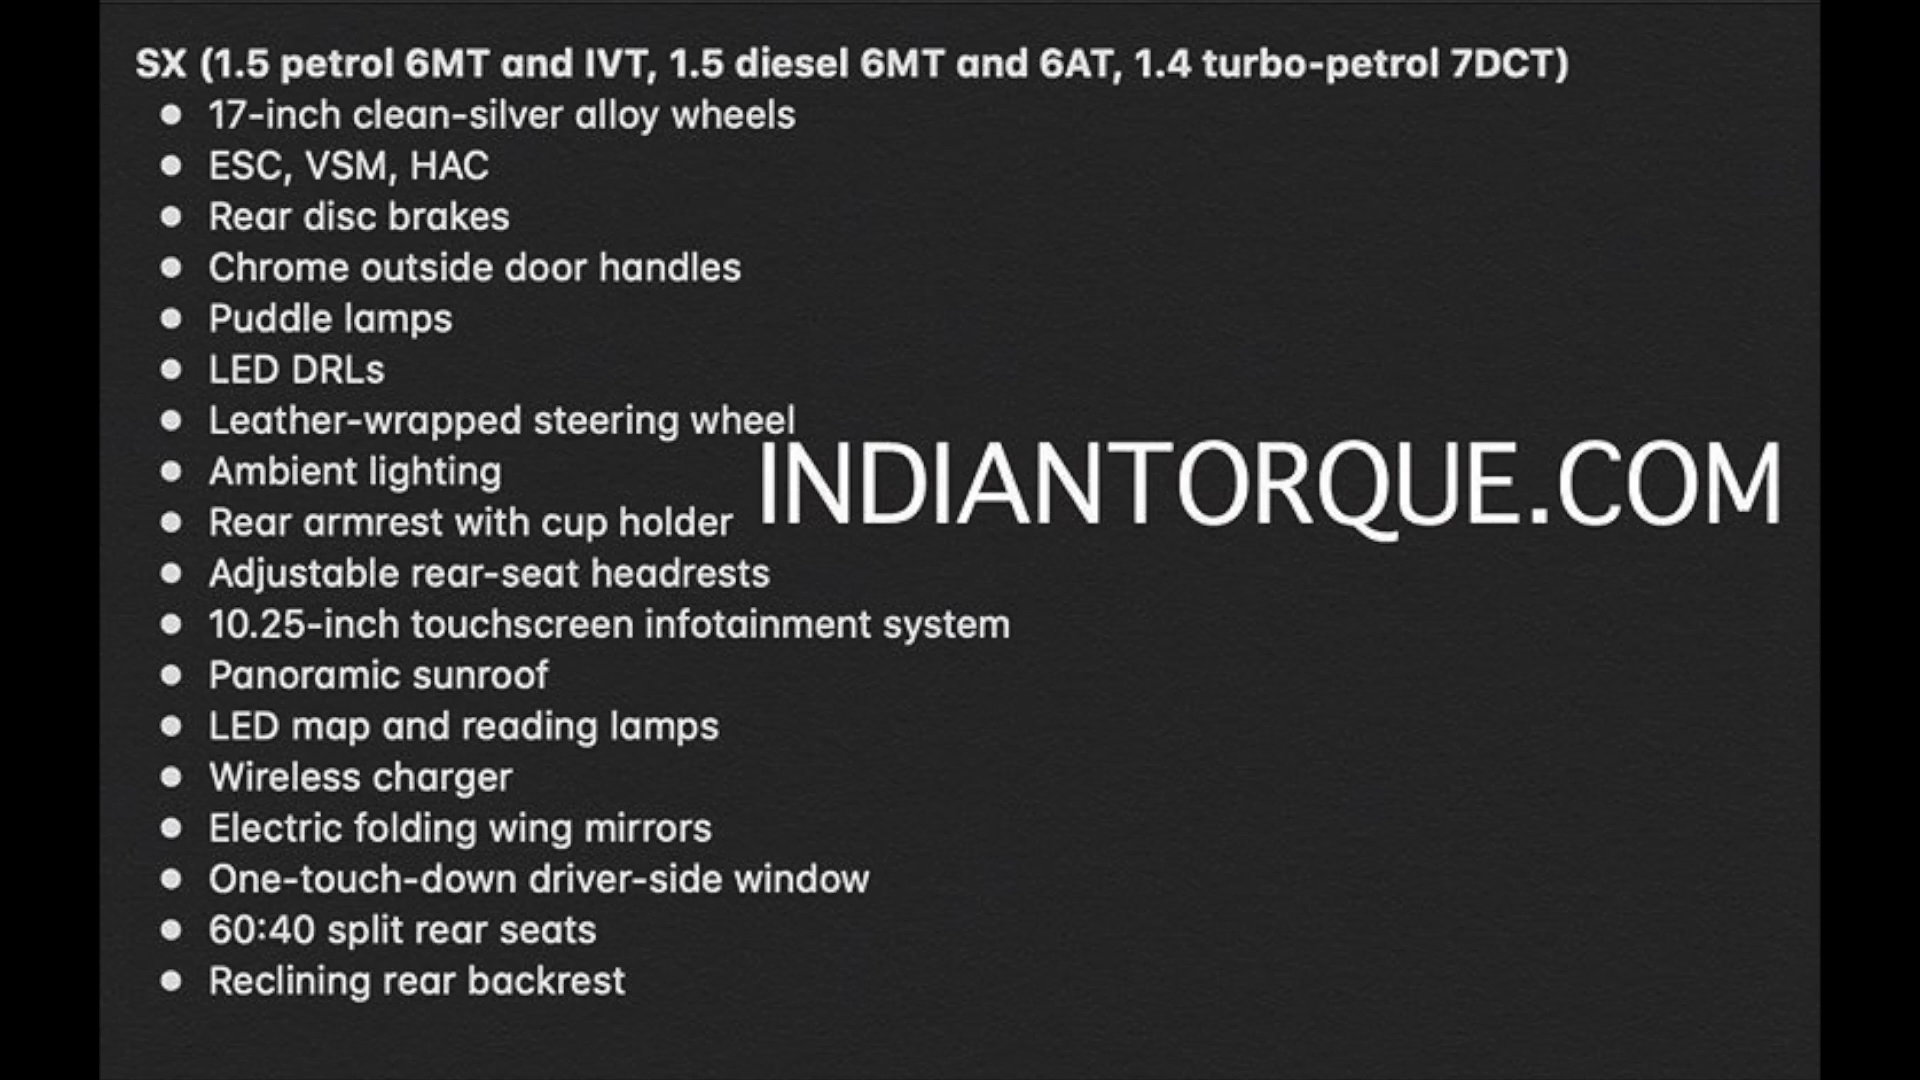 SX (1.5 petrol 6MT and IVT, 1.5 diesel 6MT and 6AT, 1.4 turbo-petrol 7DCT)
● 17-inch clean-silver alloy wheels
● ESC, VSM, HAC
● Rear disc brakes
● Chrome outside door handles
● Puddle lamps
● LED DRLs
● Leather-wrapped steering wheel
● Ambient lighting
● Rear armrest with cup holder
● Adjustable rear-seat headrests
● 10.25-inch touchscreen infotainment system
● Panoramic sunroof
● LED map and reading lamps
● Wireless charger
● Electric folding wing mirrors
● One-touch-down driver-side window
● 60:40 split rear seats
● Reclining rear backrest
INDIANTORQUE.COM